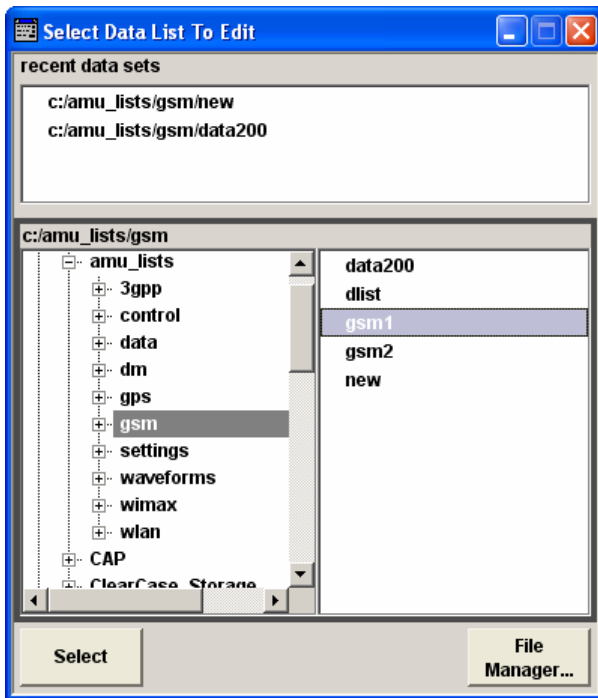 Select Data List To Edit
recent data sets
c:/amu_lists/gsm/new
c:/amu_lists/gsm/data200
c:/amu_lists/gsm
amu_lists
3gpp
control
data
dm
gps
gsm
settings
waveforms
wimax
wlan
CAP
ClearCase_Storage
data200
dlist
gsm1
gsm2
new
Select
File
Manager...